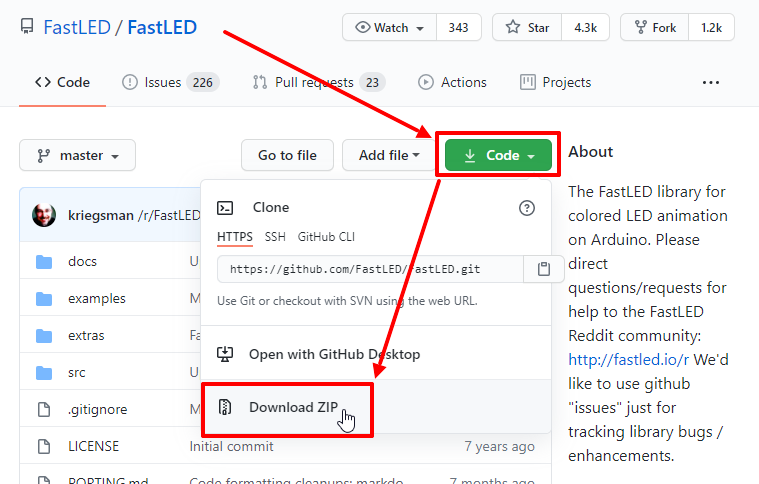 FastLED / FastLED
Watch 343
Star 4.3k
Fork 1.2k
Code
Issues 226
Pull requests 23
Actions
Projects
...
master
Go to file
Add file
Code
kriegsman /r/FastLED
docs
examples
extras
src
.gitignore
LICENSE
Initial commit
7 years ago
PORTING.md
Code formatting cleanups: markdo
7 months ago
Clone
HTTPS SSH GitHub CLI
https://github.com/FastLED/FastLED.git
Use Git or checkout with SVN using the web URL.
Open with GitHub Desktop
Download ZIP
About
The FastLED library for
colored LED animation
on Arduino. Please
direct
questions/requests for
help to the FastLED
Reddit community:
http://fastled.io/r We'd
like to use github
"issues" just for
tracking library bugs /
enhancements.